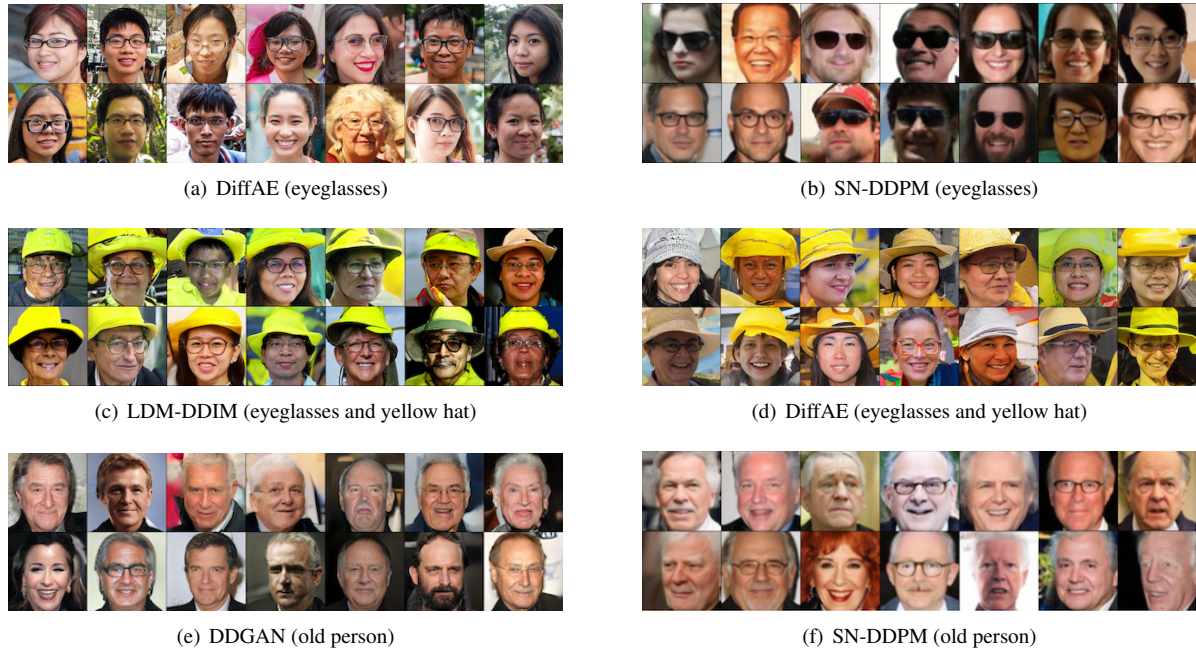 (a) DiffAE (eyeglasses)
(b) SN-DDPM (eyeglasses)
(c) LDM-DDIM (eyeglasses and yellow hat)
(d) DiffAE (eyeglasses and yellow hat)
(e) DDGAN (old person)
(f) SN-DDPM (old person)